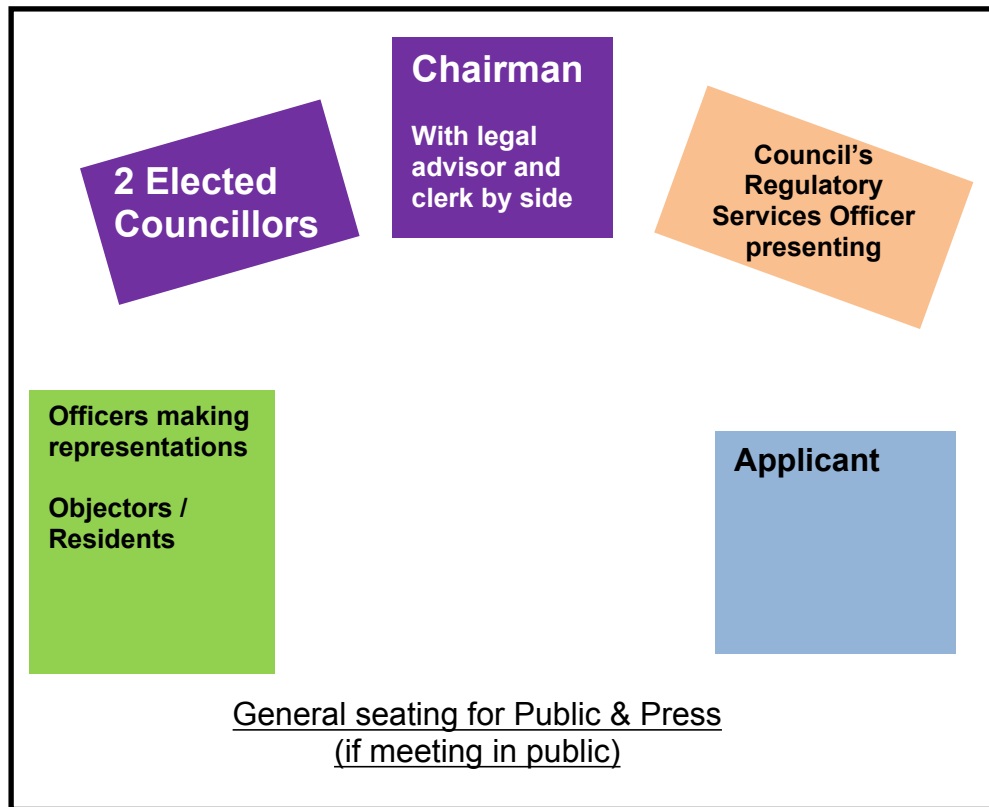 Chairman
With legal
advisor and
clerk by side
2 Elected
Councillors
Council’s
Regulatory
Services Officer
presenting
Officers making
representations
Objectors /
Residents
Applicant
General seating for Public & Press
(if meeting in public)